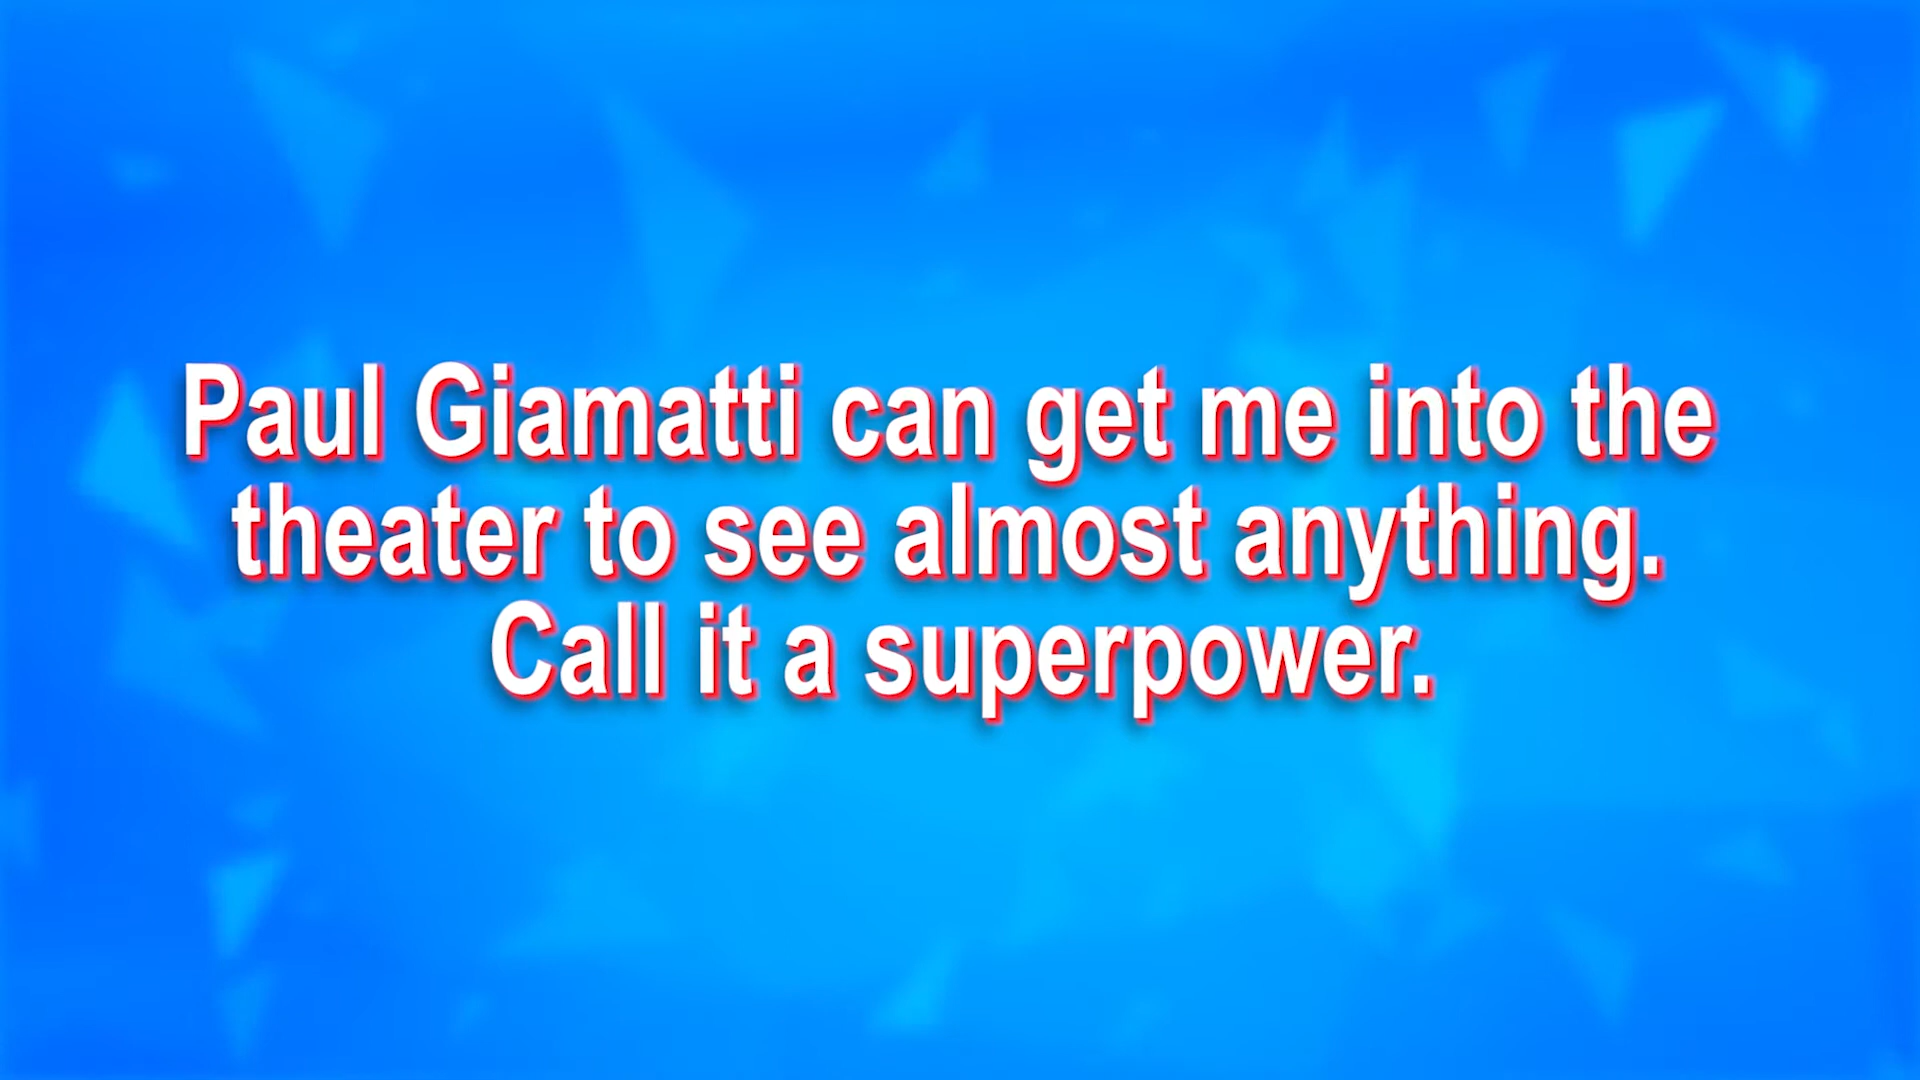 Paul Giamatti can get me into the
theater to see almost anything.
Call it a superpower.